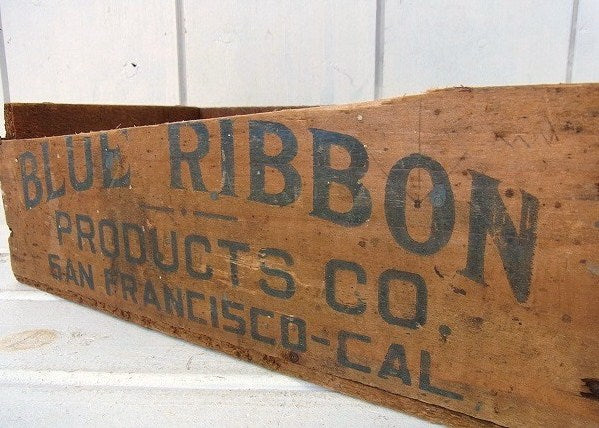 BLUE RIBBON
PRODUCTS CO.
SAN FRANCISCO-CAL